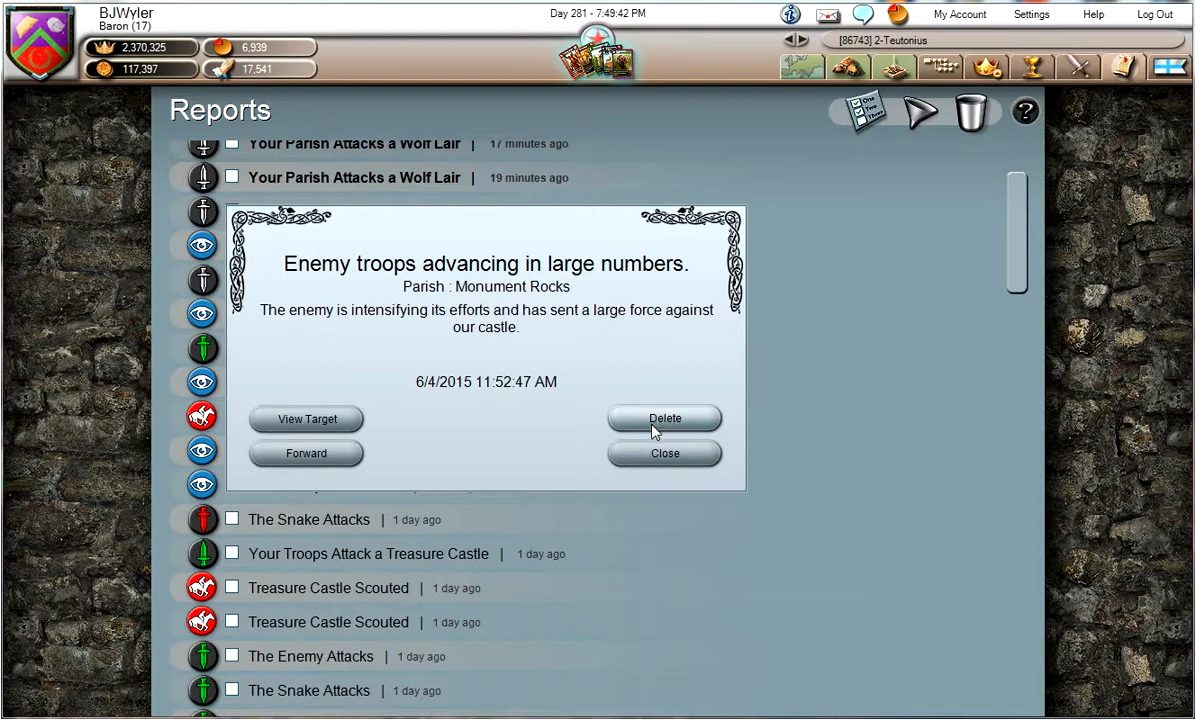 BJWyler
Baron (17)
2,370,325
6,939
117,397
17,541
Day 281 - 7:49:42 PM
My Account
Settings
Help
Log Out
[86743] 2-Teutonius
Reports
One
Two
Three
?
Your Parish Attacks a Wolf Lair | 17 minutes ago
Your Parish Attacks a Wolf Lair | 19 minutes ago
Enemy troops advancing in large numbers.
Parish : Monument Rocks
The enemy is intensifying its efforts and has sent a large force against
our castle.
6/4/2015 11:52:47 AM
View Target
Delete
Forward
Close
The Snake Attacks | 1 day ago
Your Troops Attack a Treasure Castle | 1 day ago
Treasure Castle Scouted | 1 day ago
Treasure Castle Scouted | 1 day ago
The Enemy Attacks | 1 day ago
The Snake Attacks | 1 day ago